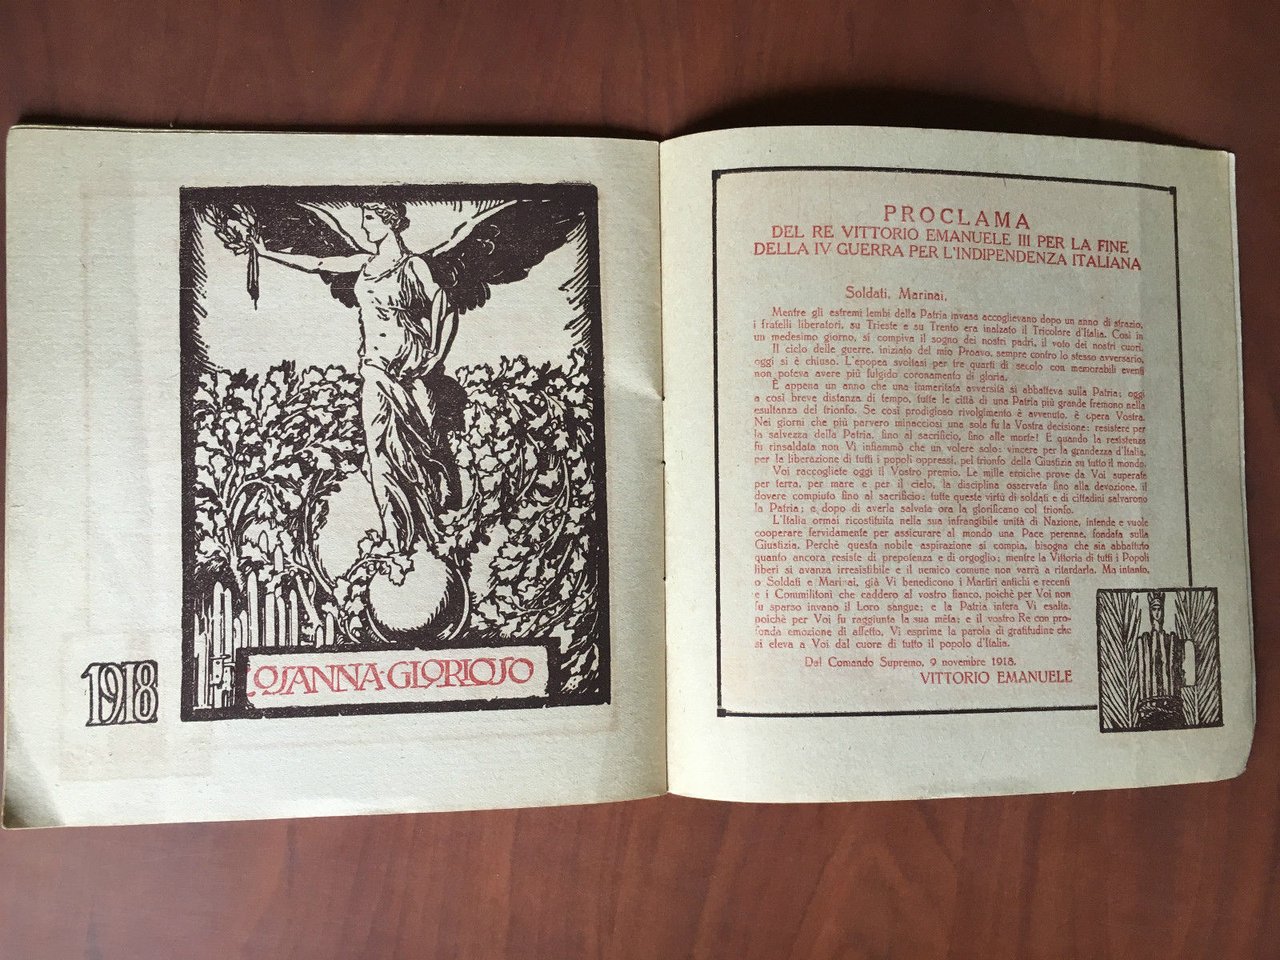 1918
OSANNA·GLORIOSO
PROCLAMA
DEL RE VITTORIO EMANUELE III PER LA FINE
DELLA IV GUERRA PER L'INDIPENDENZA ITALIANA
Soldati, Marinai,
Mentre gli estremi lembi della Patria invasa accoglievano dopo un anno di strazio,
i fratelli liberatori, su Trieste e su Trento era inalzato il Tricolore d'Italia. Così in
un medesimo giorno, si compiva il sogno dei nostri padri, il voto dei nostri cuori.
Il ciclo delle guerre, iniziato del mio Proavo, sempre contro lo stesso avversario,
oggi si è chiuso. L'epopea svoltasi per tre quarti di secolo con memorabili eventi
non poteva avere più fulgido coronamento di gloria.
È appena un anno che una immeritata avversità si abbatteva sulla Patria; oggi
a così breve distanza di tempo, tutte le città di una Patria più grande fremono nella
esultanza del trionfo. Se così prodigioso rivolgimento è avvenuto, è opera Vostra.
Nei giorni che più parvero minacciosi una sola fu la Vostra decisione: resistere per
la salvezza della Patria, fino al sacrificio, fino alle morte! E quando la resistenza
fu rinsaldata non Vi infiammò che un volere solo: vincere per la grandezza d'Italia,
per la liberazione di tutti i popoli oppressi, pel trionfo della Giustizia su tutto il mondo.
Voi raccogliete oggi il Vostro premio. Le mille eroiche prove da Voi superate
per terra, per mare e per il cielo, la disciplina osservata fino alla devozione, il
dovere compiuto fino al sacrificio: tutte queste virtù di soldati e di cittadini salvarono
la Patria; e dopo di averla salvata ora la glorificano col trionfo.
L'Italia ormai ricostituita nella sua infrangibile unità di Nazione, intende e vuole
cooperare fervidamente per assicurare al mondo una Pace perenne, fondata sulla
Giustizia. Perchè questa nobile aspirazione si compia, bisogna che sia abbattuto
quanto ancora resiste di prepotenza e di orgoglio; mentre la Vittoria di tutti i Popoli
liberi si avanza irresistibile e il nemico comune non varrà a ritardarla. Ma intanto,
o Soldati e Marinai, già Vi benedicono i Martiri antichi e recenti
e i Commilitoni che caddero al vostro fianco, poichè per Voi non
fu sparso invano il Loro sangue; e la Patria intera Vi esalta,
poichè per Voi fu raggiunta la sua mèta; e il vostro Re con pro-
fonda emozione di affetto, Vi esprime la parola di gratitudine che
si eleva a Voi dal cuore di tutto il popolo d'Italia.
Dal Comando Supremo, 9 novembre 1918.
VITTORIO EMANUELE